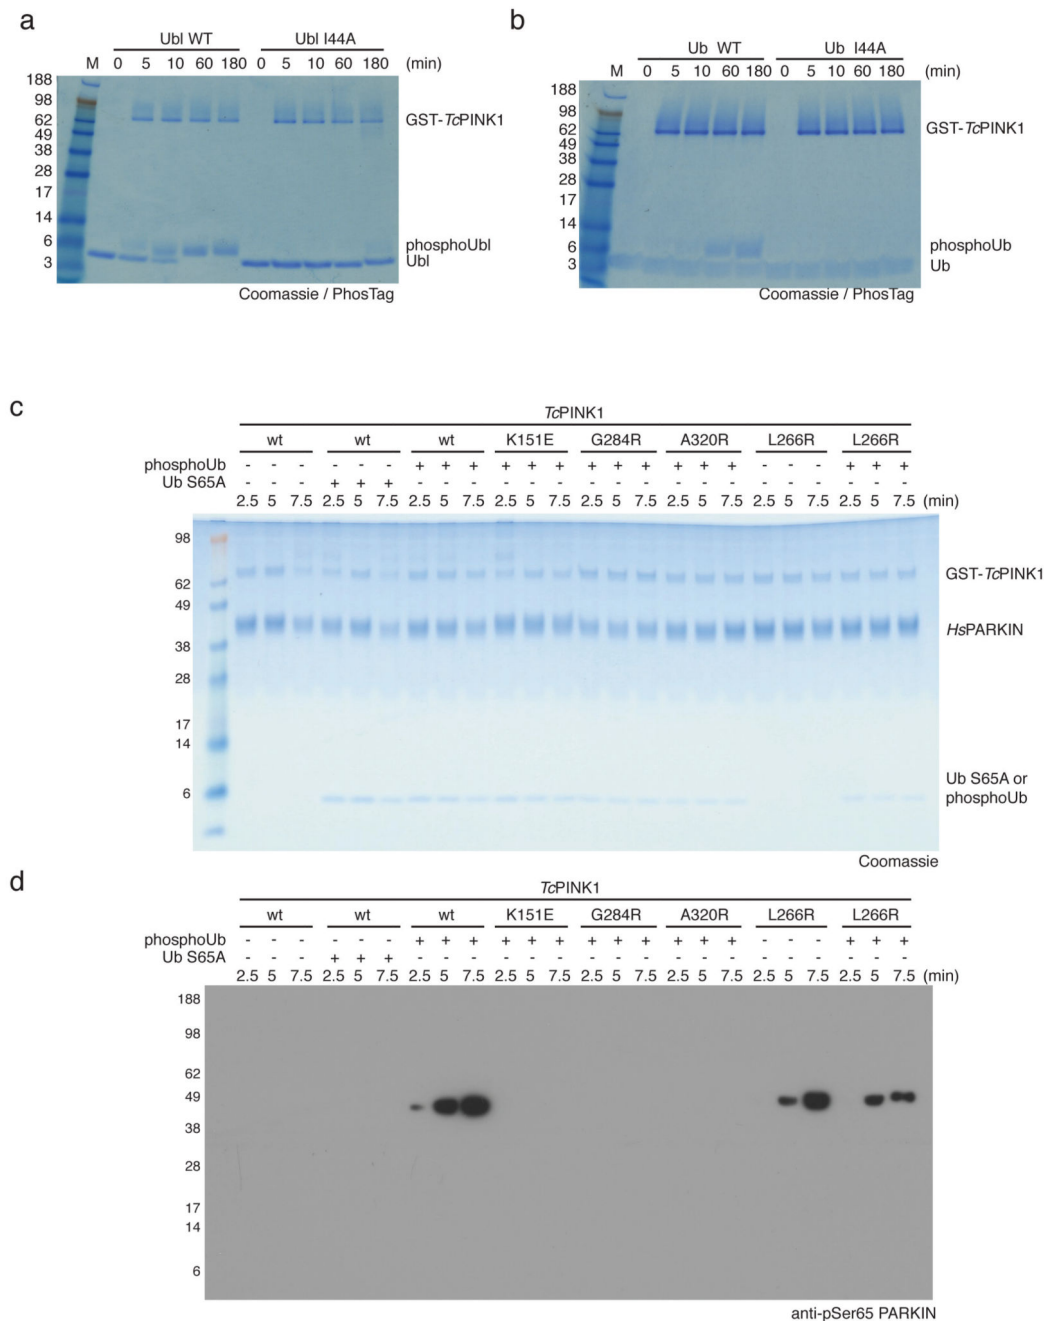 a
Ubl WT Ubl I44A
M 0 5 10 60 180 0 5 10 60 180 (min)
188
98
62 GST-TcPINK1
49
38
28
17
14
6 phosphoUbl
3 Ubl
Coomassie / PhosTag
b
Ub WT Ub I44A
M 0 5 10 60 180 0 5 10 60 180 (min)
188
98
62 GST-TcPINK1
49
38
28
17
14
6 phosphoUb
3 Ub
Coomassie / PhosTag
c
TcPINK1
wt wt wt K151E G284R A320R L266R L266R
phosphoUb - - - - - - + + + + + + + + + + + + - - - + + +
Ub S65A - - - + + + - - - - - - - - - - - - - - - - - -
2.5 5 7.5 2.5 5 7.5 2.5 5 7.5 2.5 5 7.5 2.5 5 7.5 2.5 5 7.5 2.5 5 7.5 2.5 5 7.5 (min)
98
GST-TcPINK1
62
49
HsPARKIN
38
28
17
14
Ub S65A or
6 phosphoUb
Coomassie
d
TcPINK1
wt wt wt K151E G284R A320R L266R L266R
phosphoUb - - - - - - + + + + + + + + + + + + - - - + + +
Ub S65A - - - + + + - - - - - - - - - - - - - - - - - -
2.5 5 7.5 2.5 5 7.5 2.5 5 7.5 2.5 5 7.5 2.5 5 7.5 2.5 5 7.5 2.5 5 7.5 2.5 5 7.5 (min)
188
98
62
49
38
28
17
14
6
anti-pSer65 PARKIN